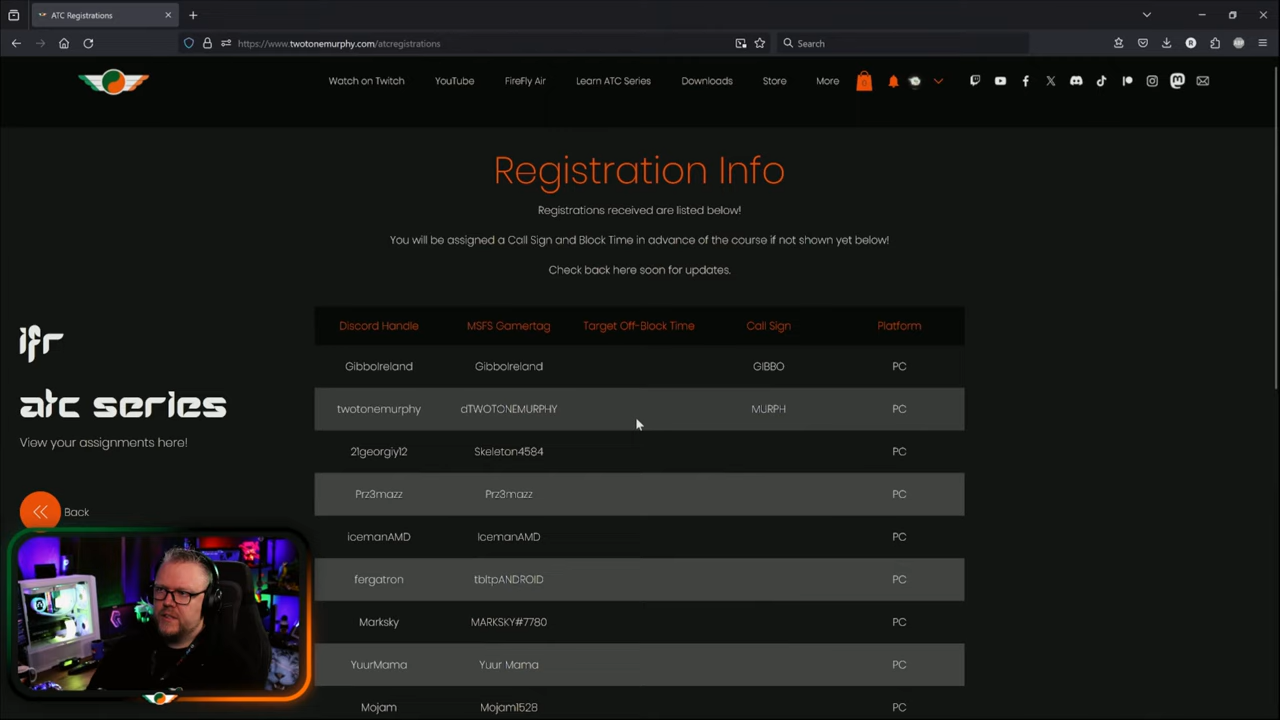 ATC Registrations
https://www.twotonemurphy.com/atcregistrations
Search
Watch on Twitch YouTube FireFly Air Learn ATC Series Downloads Store More
Registration Info
Registrations received are listed below!
You will be assigned a Call Sign and Block Time in advance of the course if not shown yet below!
Check back here soon for updates.
ifr
atc series
View your assignments here!
Back
Discord Handle MSFS Gamertag Target Off-Block Time Call Sign Platform
GibboIreland GibboIreland GIBBO PC
twotonemurphy dTWOTONEMURPHY MURPH PC
21georgiy12 Skeleton4584 PC
Prz3mazz Prz3mazz PC
icemanAMD IcemanAMD PC
fergatron tbltpANDROID PC
Marksky MARKSKY#7780 PC
YuurMama Yuur Mama PC
Mojam Mojam1528 PC